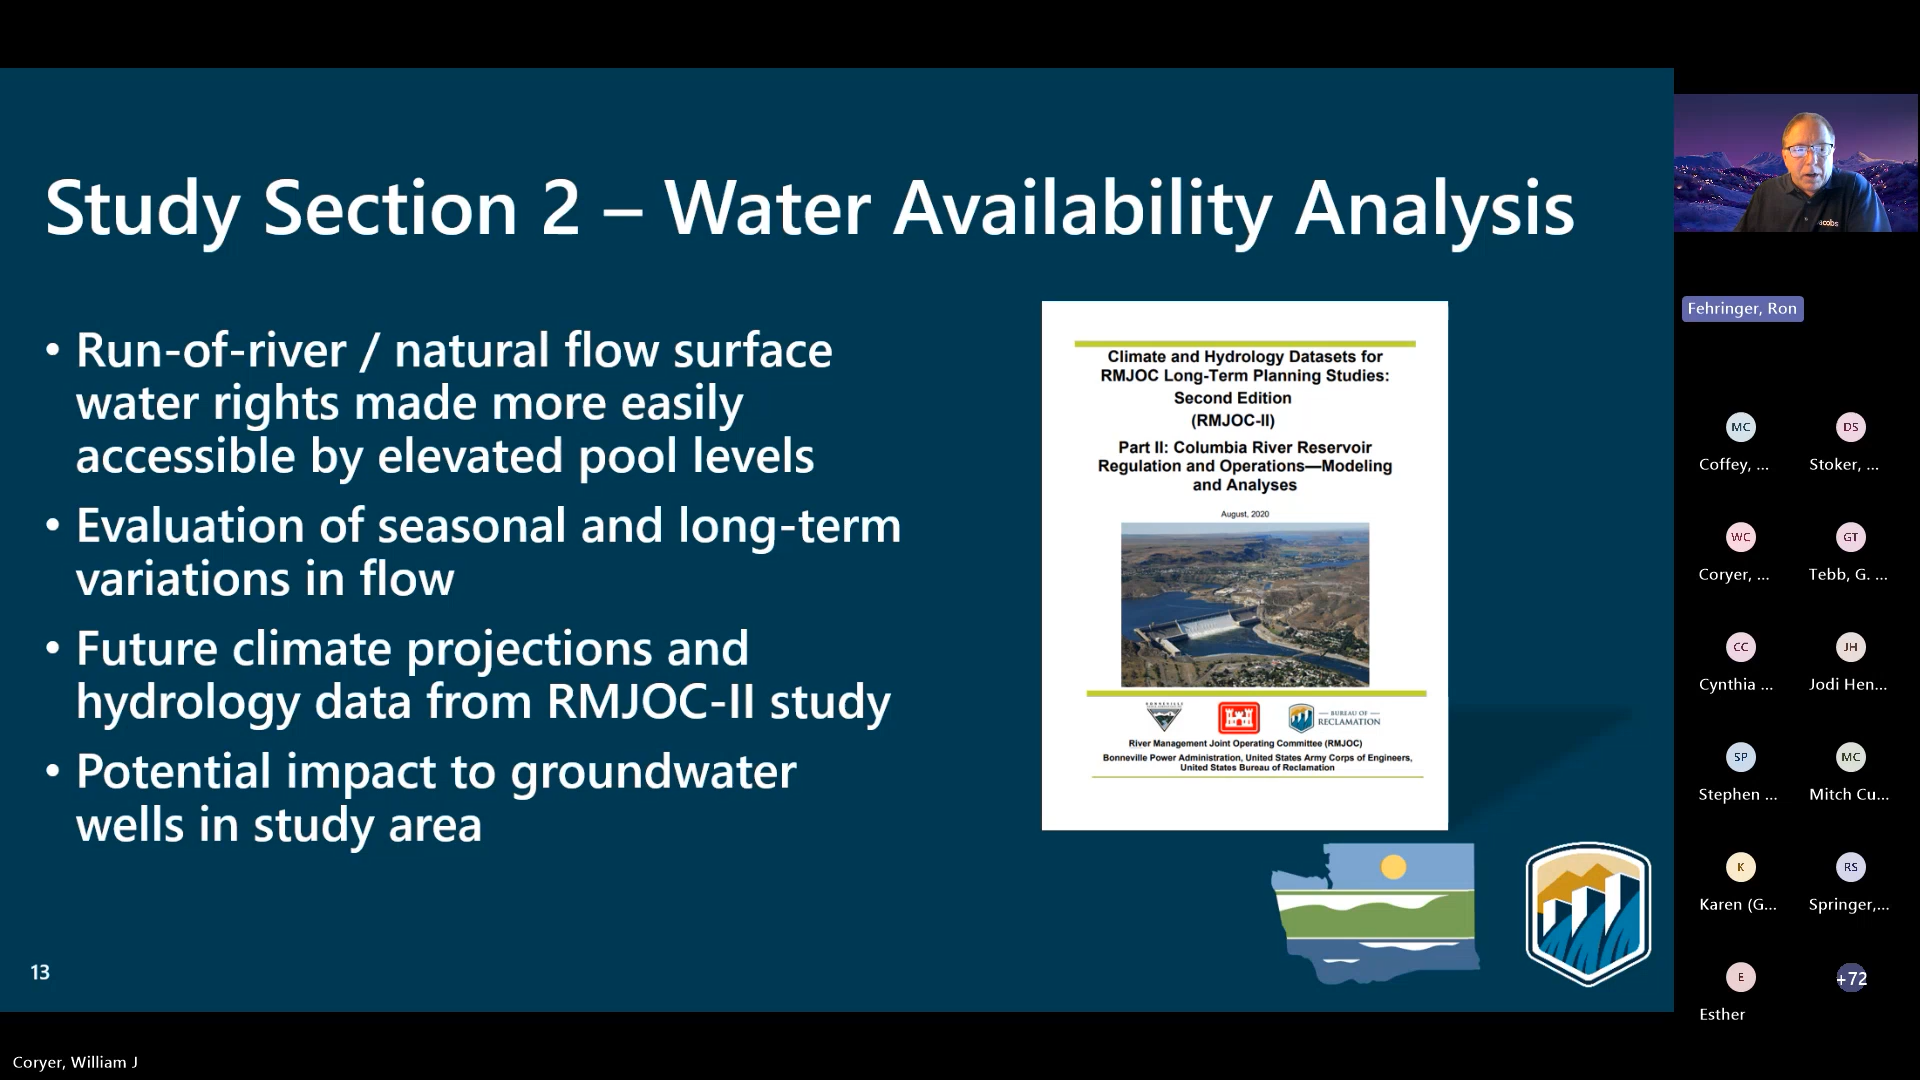 Study Section 2 – Water Availability Analysis
• Run-of-river / natural flow surface
water rights made more easily
accessible by elevated pool levels
• Evaluation of seasonal and long-term
variations in flow
• Future climate projections and
hydrology data from RMJOC-II study
• Potential impact to groundwater
wells in study area
13
Climate and Hydrology Datasets for
RMJOC Long-Term Planning Studies:
Second Edition
(RMJOC-II)
Part II: Columbia River Reservoir
Regulation and Operations—Modeling
and Analyses
August, 2020
BONNEVILLE
BUREAU OF
RECLAMATION
River Management Joint Operating Committee (RMJOC)
Bonneville Power Administration, United States Army Corps of Engineers,
United States Bureau of Reclamation
acobs
Fehringer, Ron
MC
DS
Coffey, ...
Stoker, ...
WC
GT
Coryer, ...
Tebb, G. ...
CC
JH
Cynthia ...
Jodi Hen...
SP
MC
Stephen ...
Mitch Cu...
K
RS
Karen (G...
Springer,...
E
+72
Esther
Coryer, William J